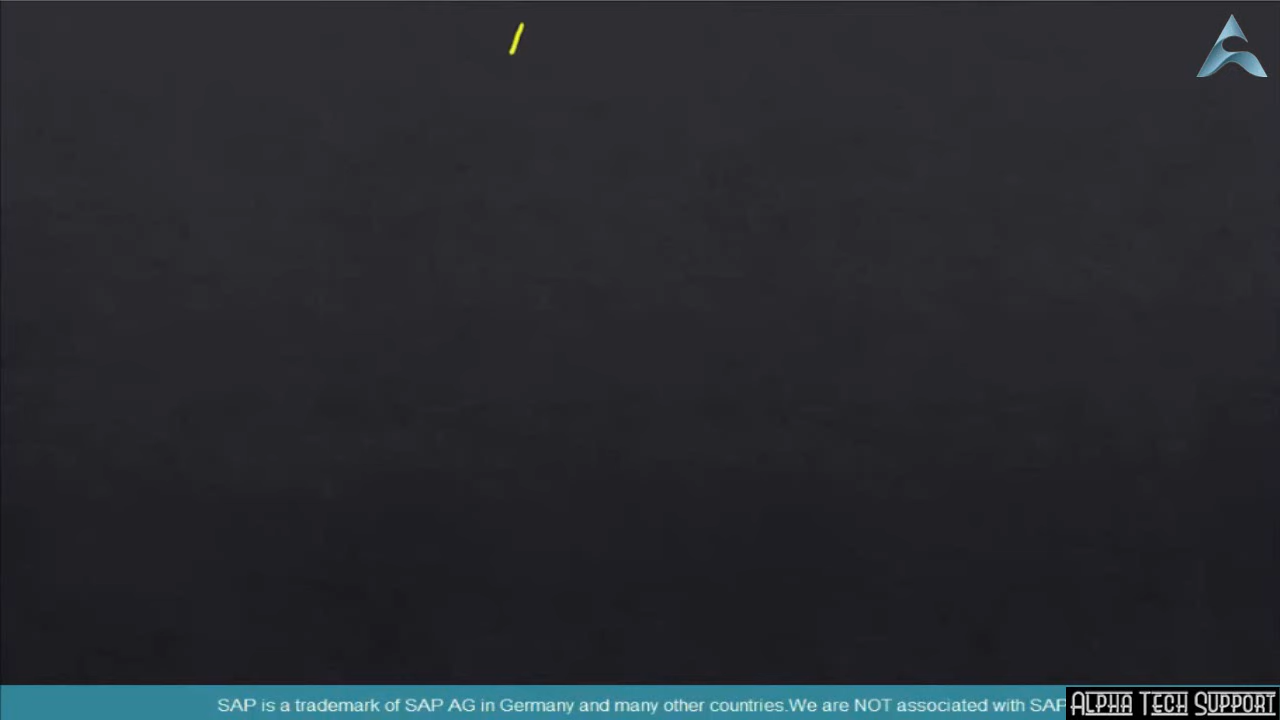 SAP is a trademark of SAP AG in Germany and many other countries.We are NOT associated with SAP
ALPHA TECH SUPPORT